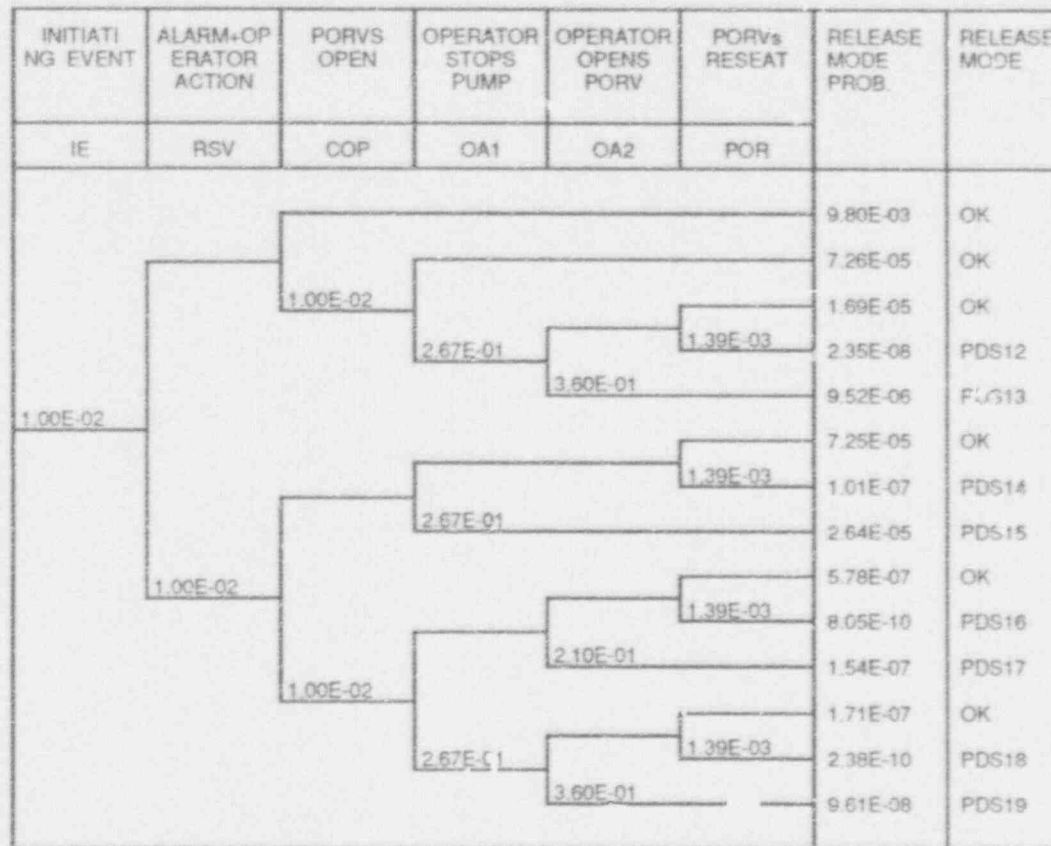 INITIATI
NG EVENT
ALARM+OP
ERATOR
ACTION
PORVS
OPEN
OPERATOR
STOPS
PUMP
OPERATOR
OPENS
PORV
PORVs
RESEAT
RELEASE
MODE
PROB.
RELEASE
MODE
IE
RSV
COP
OA1
OA2
POR
9.80E-03 OK
7.26E-05 OK
1.00E-02
1.69E-05 OK
1.39E-03
2.35E-08 PDS12
2.67E-01
3.60E-01
9.52E-06
1.00E-02
7.25E-05 OK
1.39E-03
1.01E-07 PDS14
2.67E-01
2.64E-05 PDS15
1.00E-02
5.78E-07 OK
1.39E-03
8.05E-10 PDS16
2.10E-01
1.54E-07 PDS17
1.00E-02
1.71E-07 OK
1.39E-03
2.38E-10 PDS18
2.67E-01
3.60E-01
9.61E-08 PDS19